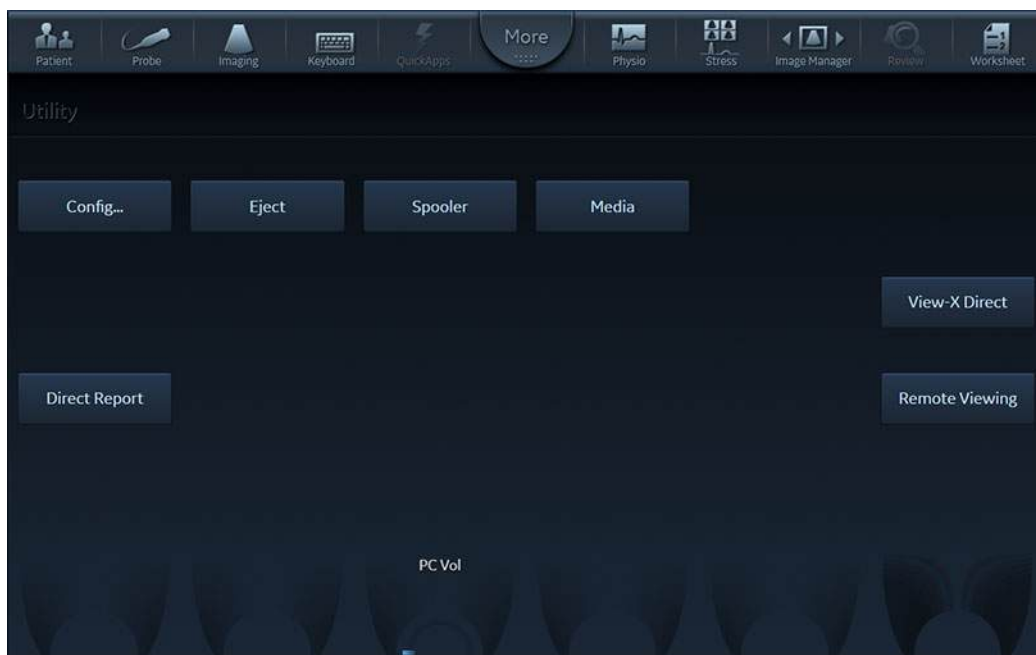 More
Patient
Probe
Imaging
Keyboard
QuickApps
Physio
Stress
Image Manager
Review
Worksheet
Utility
Config...
Eject
Spooler
Media
View-X Direct
Direct Report
Remote Viewing
PC Vol